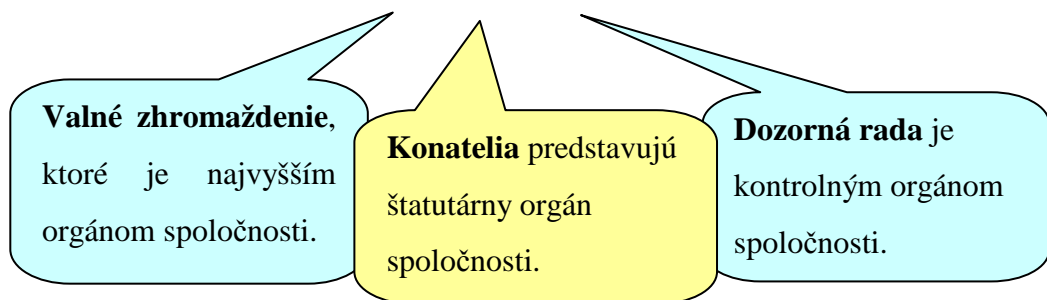 Valné zhromaždenie,
ktoré je najvyšším
orgánom spoločnosti.
Konatelia predstavujú
štatutárny orgán
spoločnosti.
Dozorná rada je
kontrolným orgánom
spoločnosti.